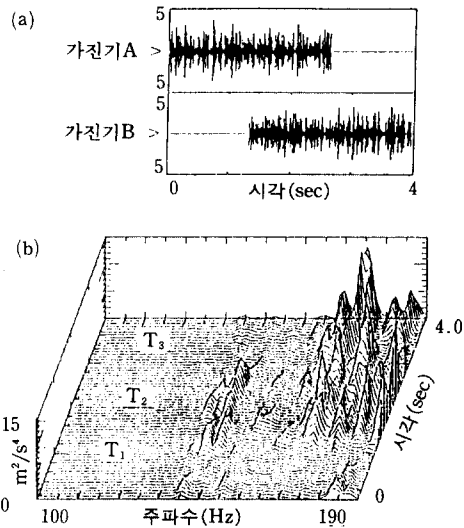 (a)
5
가진기A >
5
5
가진기B >
5
0 시각(sec) 4
(b)
T₃
4.0
T₂
시각(sec)
15
T₁
m²/s⁴
0
0
100 주파수(Hz) 190